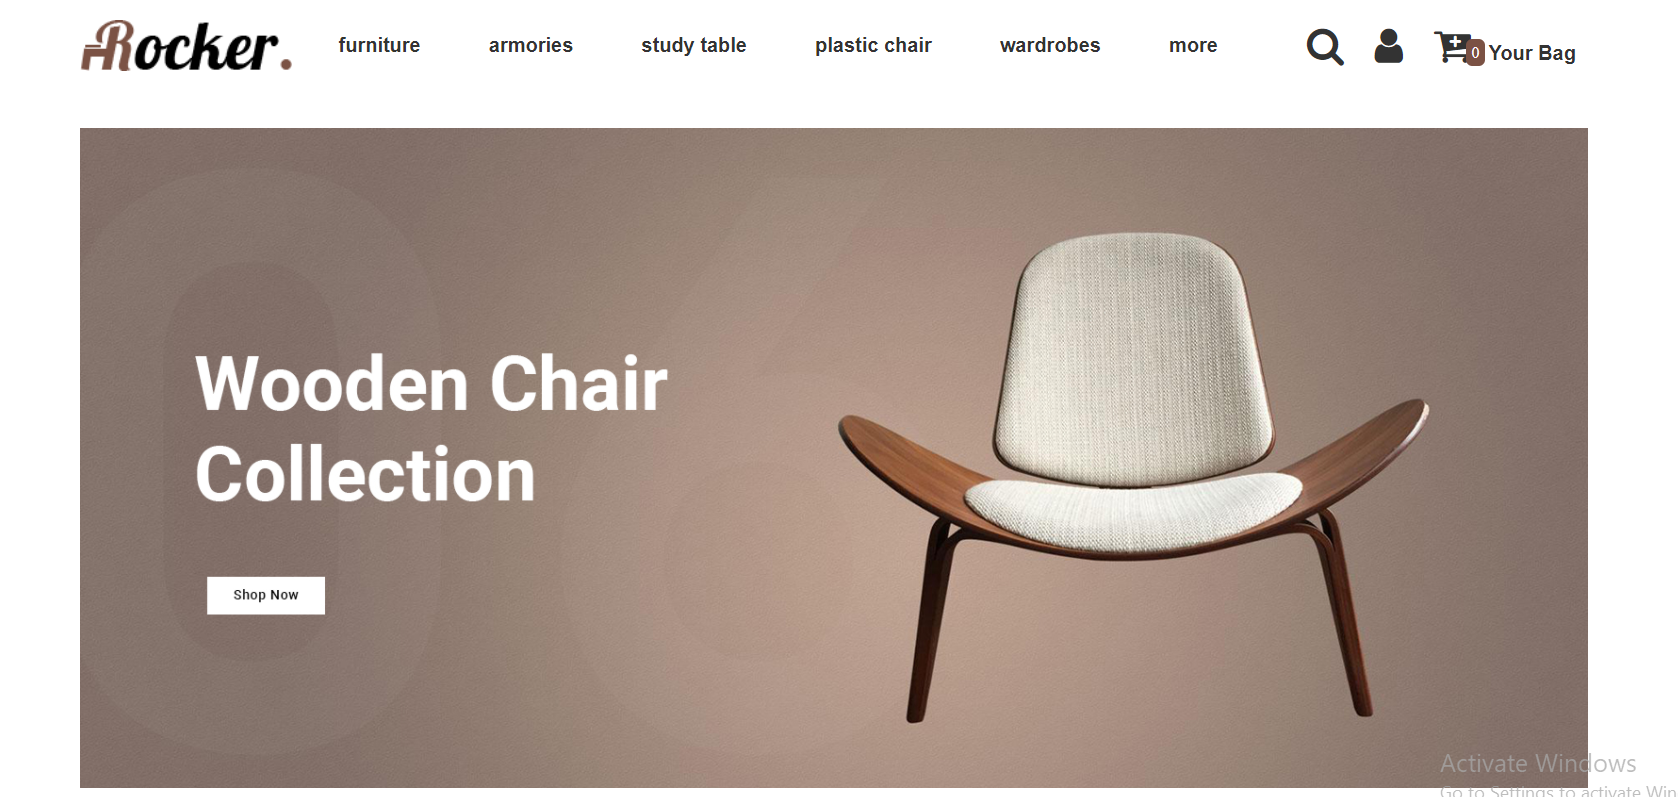 Rocker.
furniture armories study table plastic chair wardrobes more
0 Your Bag
06
Wooden Chair
Collection
Shop Now
Activate Windows
Go to Settings to activate Win